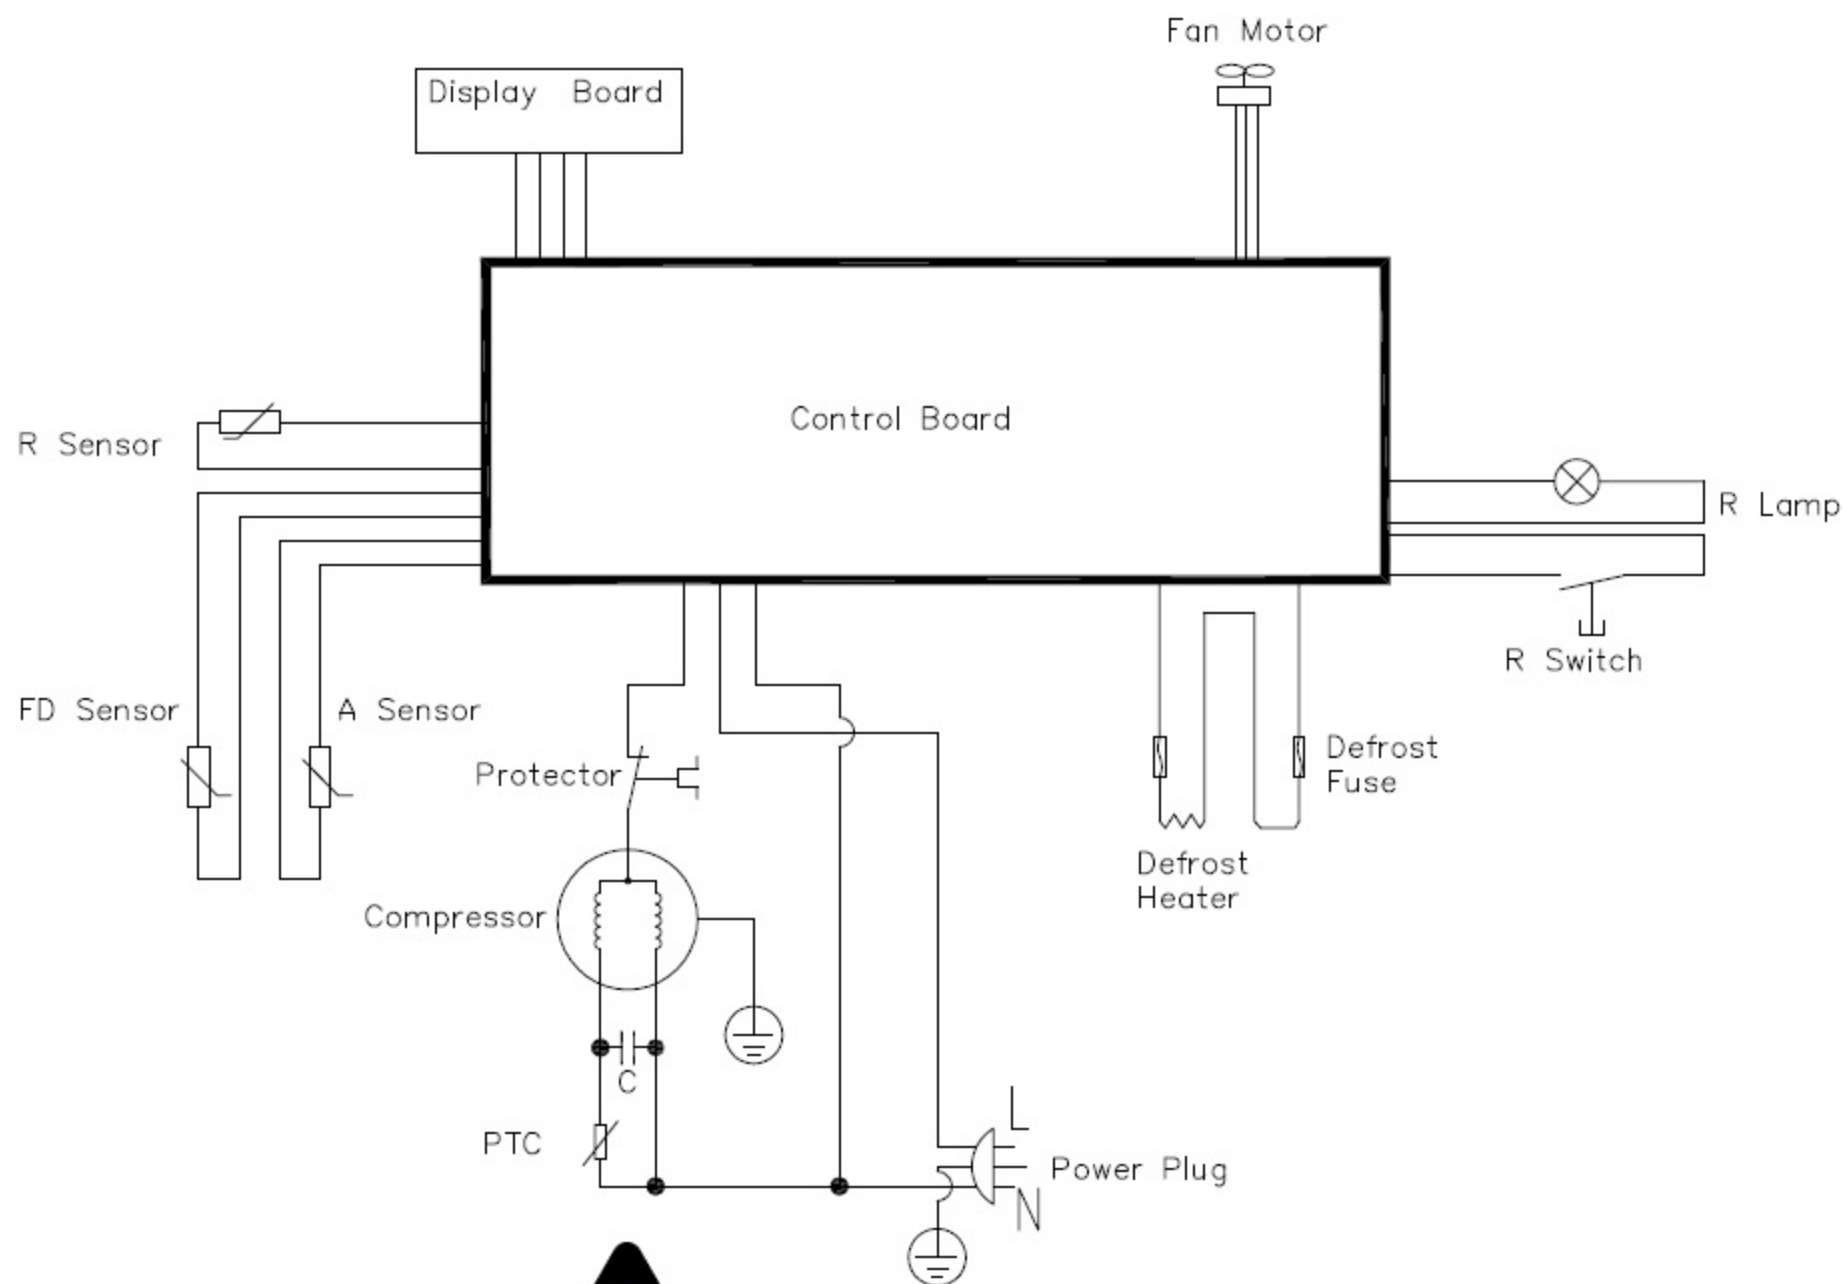 Fan Motor
Display Board
Control Board
R Sensor
R Lamp
R Switch
FD Sensor
A Sensor
Protector
Defrost
Fuse
Defrost
Heater
Compressor
C
L
PTC
Power Plug
N